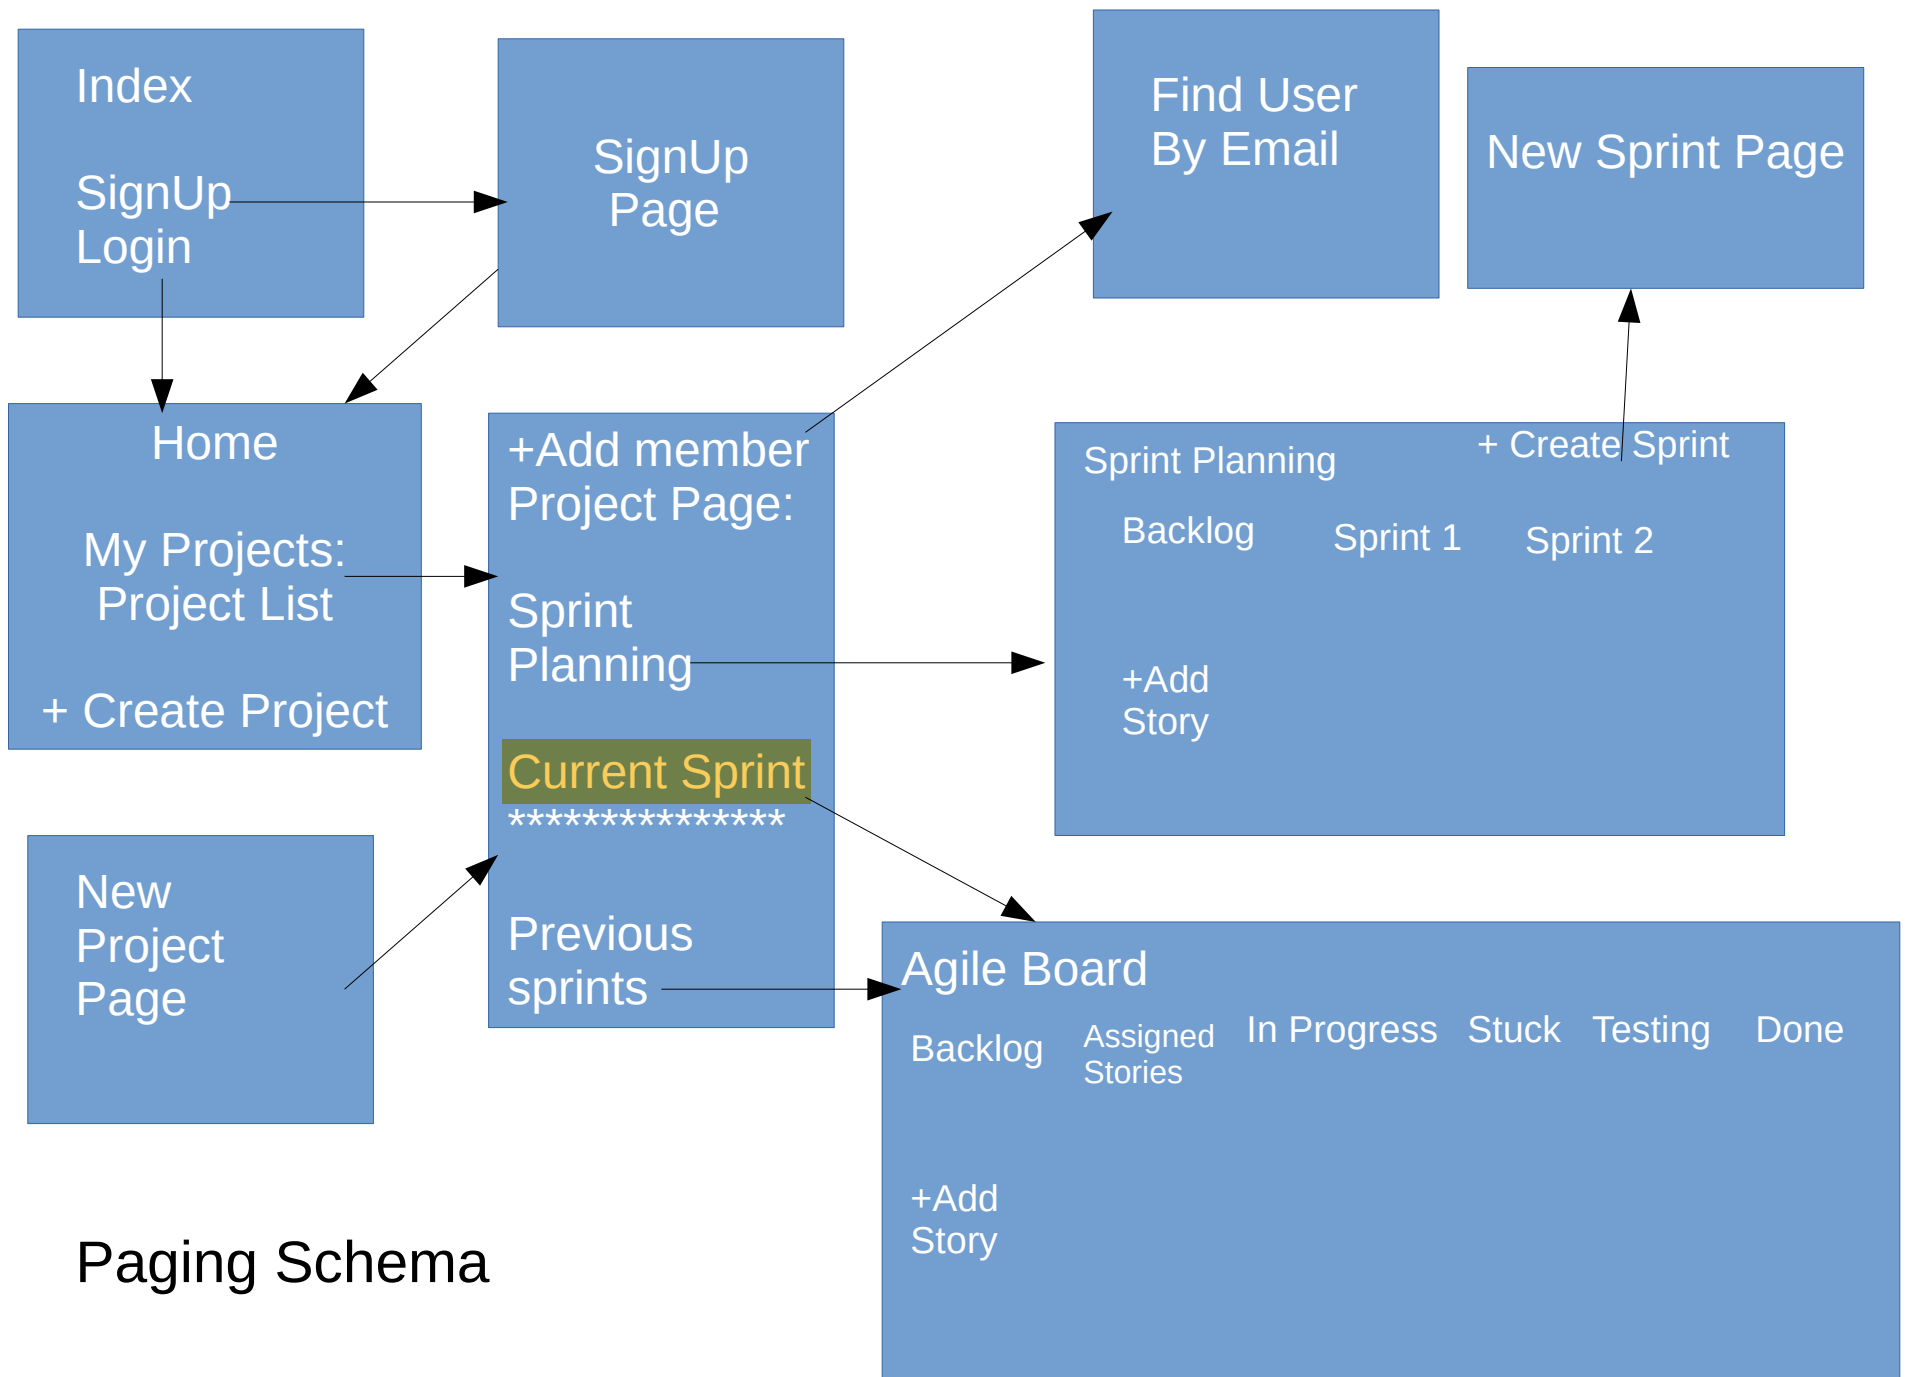 Index
SignUp
Login
SignUp
Page
Find User
By Email
New Sprint Page
Home
My Projects:
Project List
+ Create Project
+Add member
Project Page:
Sprint
Planning
Current Sprint
***************
Previous
sprints
Sprint Planning
+ Create Sprint
Backlog
Sprint 1
Sprint 2
+Add
Story
New
Project
Page
Agile Board
Backlog
Assigned
Stories
In Progress
Stuck
Testing
Done
+Add
Story
Paging Schema